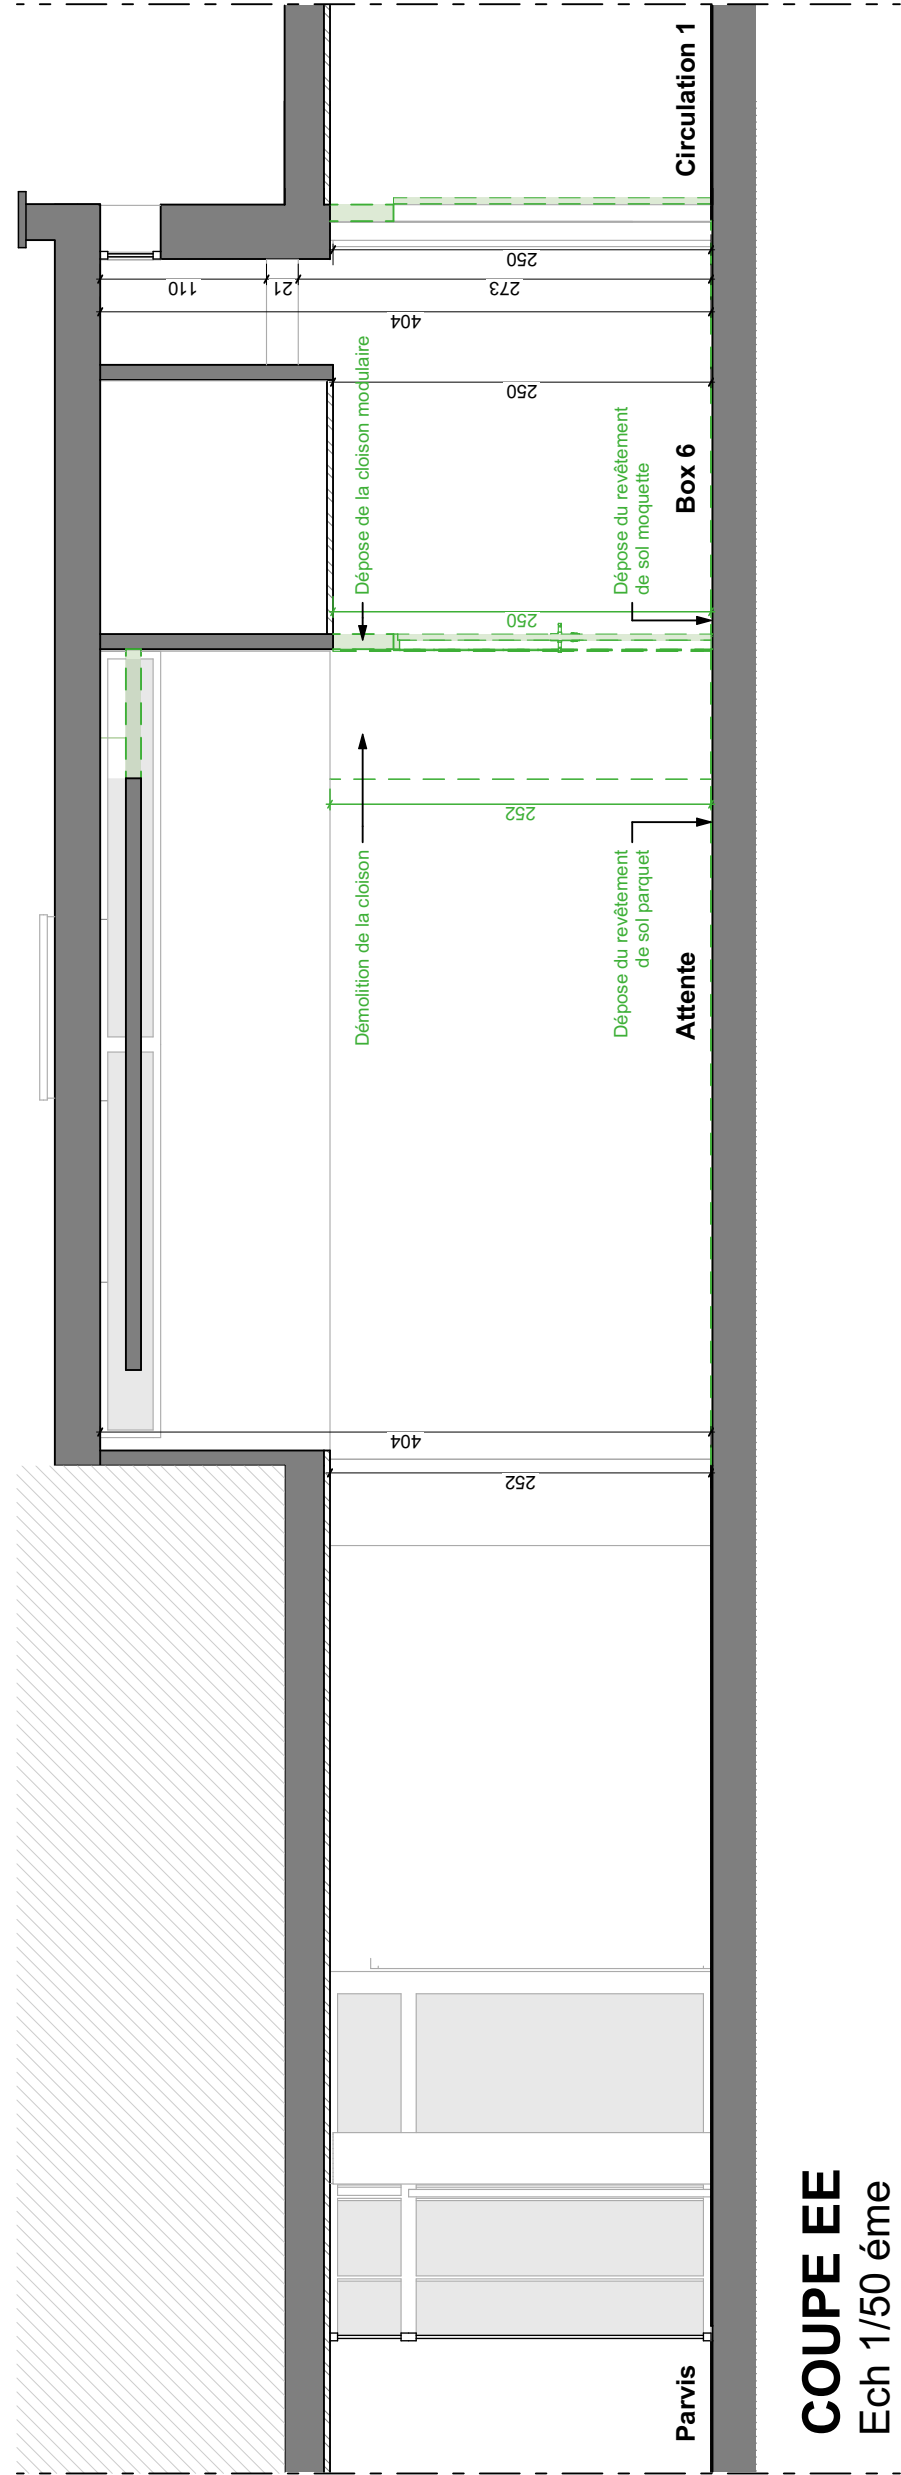 COUPE EE
Ech 1/50 éme
Parvis
Attente
Box 6
Circulation 1
Démolition de la cloison
Dépose de la cloison modulaire
Dépose du revêtement
de sol parquet
Dépose du revêtement
de sol moquette
252
404
252
250
250
404
110
21
273
250